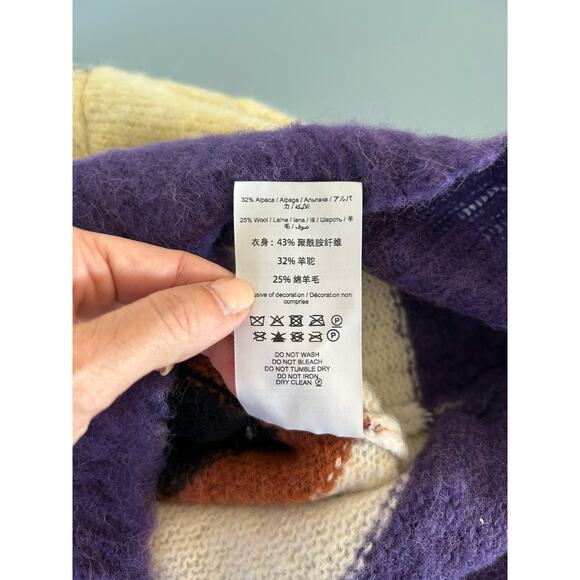 32% Alpaca / Alpaga / Альпака / アルパ
カ / الألبكة
25% Wool / Laine / lana / lã / Шерсть / 羊
毛 / صوف
衣身：43% 聚酰胺纤维
32% 羊驼
25% 绵羊毛
usive of decoration / Décoration non
comprise
P
P
DO NOT WASH
DO NOT BLEACH
DO NOT TUMBLE DRY
DO NOT IRON
DRY CLEAN P